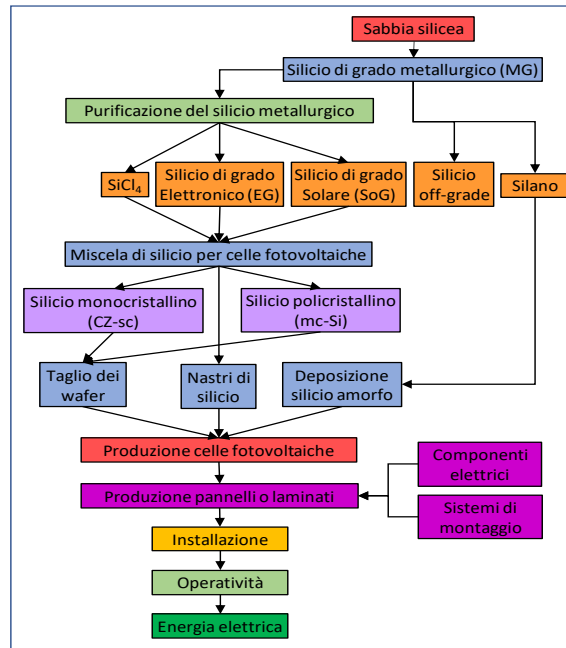 Sabbia silicea
Silicio di grado metallurgico (MG)
Purificazione del silicio metallurgico
SiCl₄
Silicio di grado
Elettronico (EG)
Silicio di grado
Solare (SoG)
Silicio
off-grade
Silano
Miscela di silicio per celle fotovoltaiche
Silicio monocristallino
(CZ-sc)
Silicio policristallino
(mc-Si)
Taglio dei
wafer
Nastri di
silicio
Deposizione
silicio amorfo
Produzione celle fotovoltaiche
Componenti
elettrici
Produzione pannelli o laminati
Sistemi di
montaggio
Installazione
Operatività
Energia elettrica